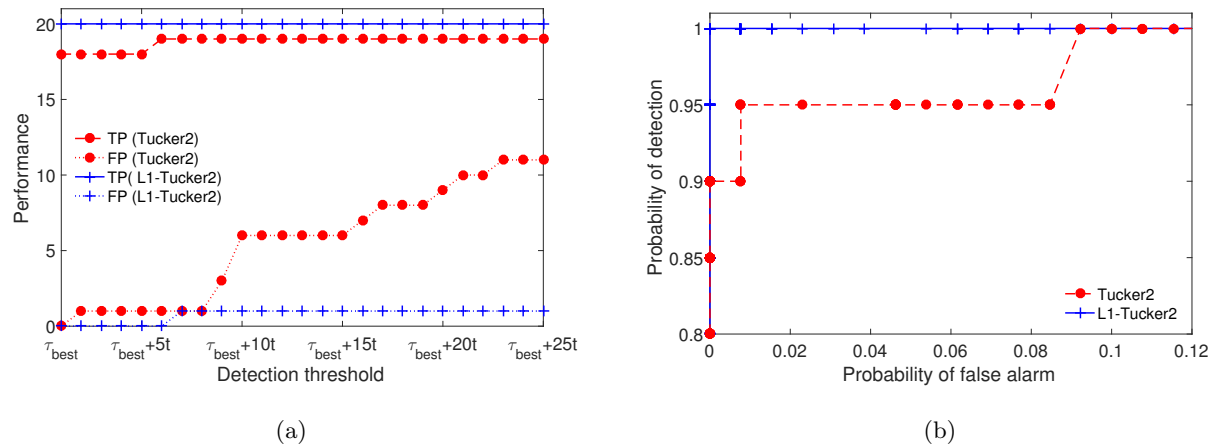 20
15
10
5
0
Performance
TP (Tucker2)
FP (Tucker2)
TP( L1-Tucker2)
FP (L1-Tucker2)
τbest τbest+5t τbest+10t τbest+15t τbest+20t τbest+25t
Detection threshold
(a)
1
0.95
0.9
0.85
0.8
Probability of detection
Tucker2
L1-Tucker2
0 0.02 0.04 0.06 0.08 0.1 0.12
Probability of false alarm
(b)